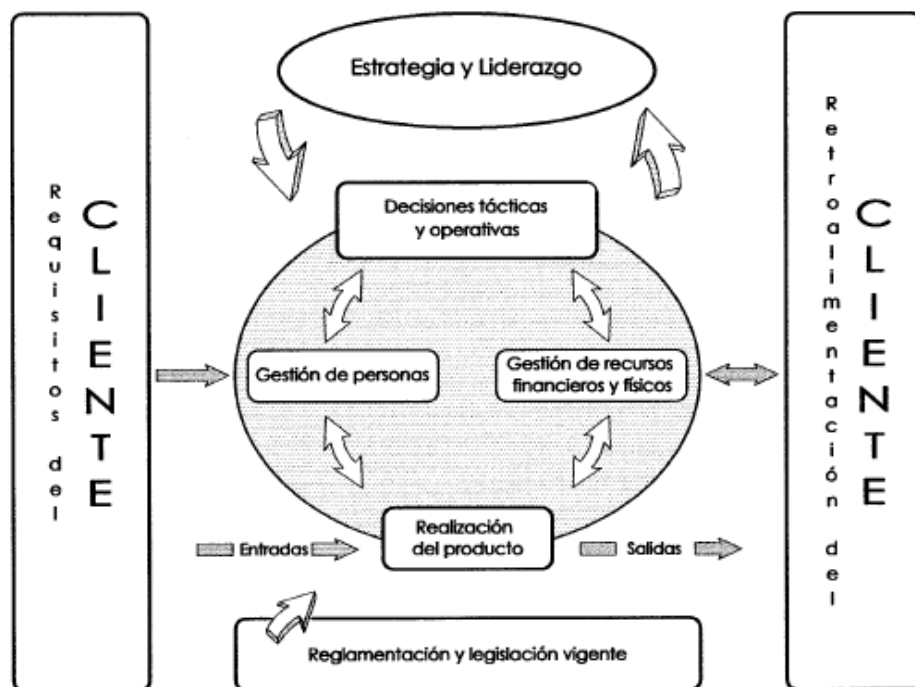 Requisitos del
CLIENTE
Estrategia y Liderazgo
Decisiones tácticas
y operativas
Gestión de personas
Gestión de recursos
financieros y físicos
Realización
del producto
Entradas
Salidas
Reglamentación y legislación vigente
Retroalimentación del
CLIENTE